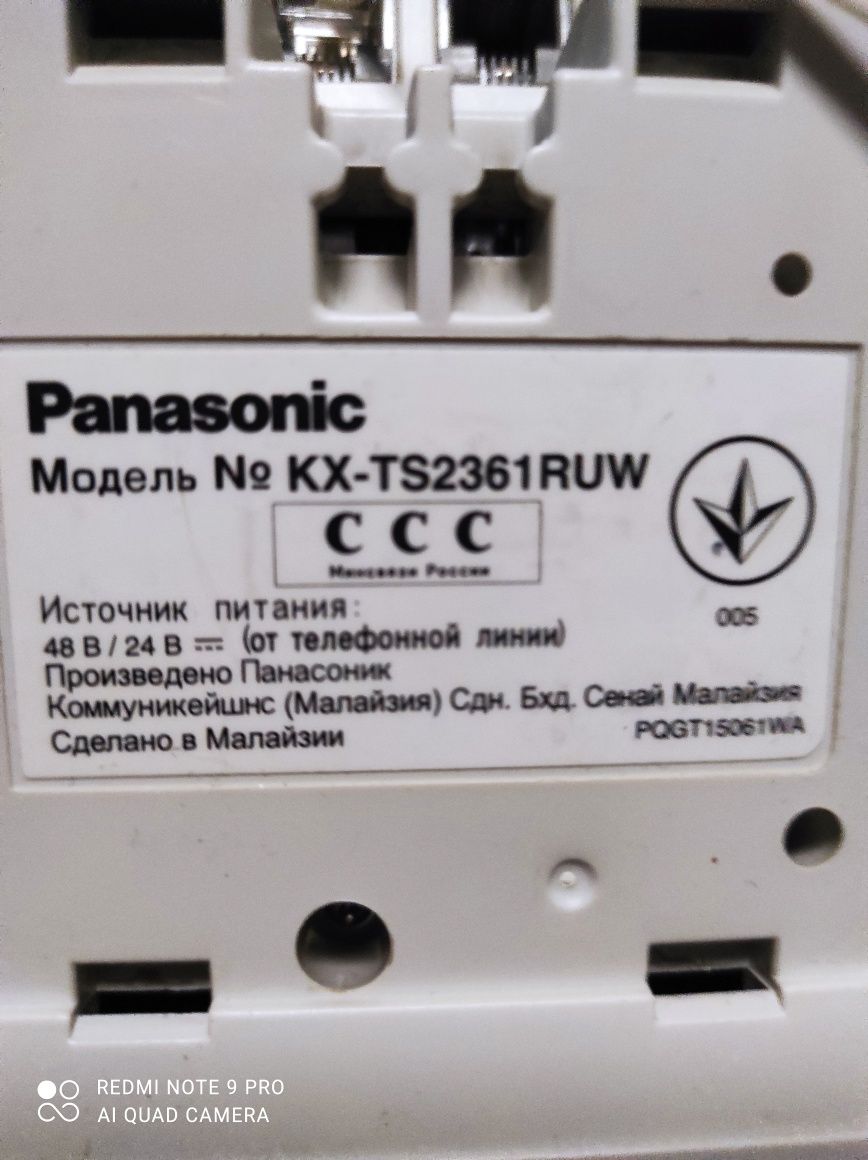 Panasonic
Модель № KX-TS2361RUW
ССС
Минсвязи России
Источник питания:
48 В / 24 В ⎓ (от телефонной линии)
005
Произведено Панасоник
Коммуникейшнс (Малайзия) Сдн. Бхд. Сенай Малайзия
Сделано в Малайзии
PQGT15061WA
REDMI NOTE 9 PRO
AI QUAD CAMERA